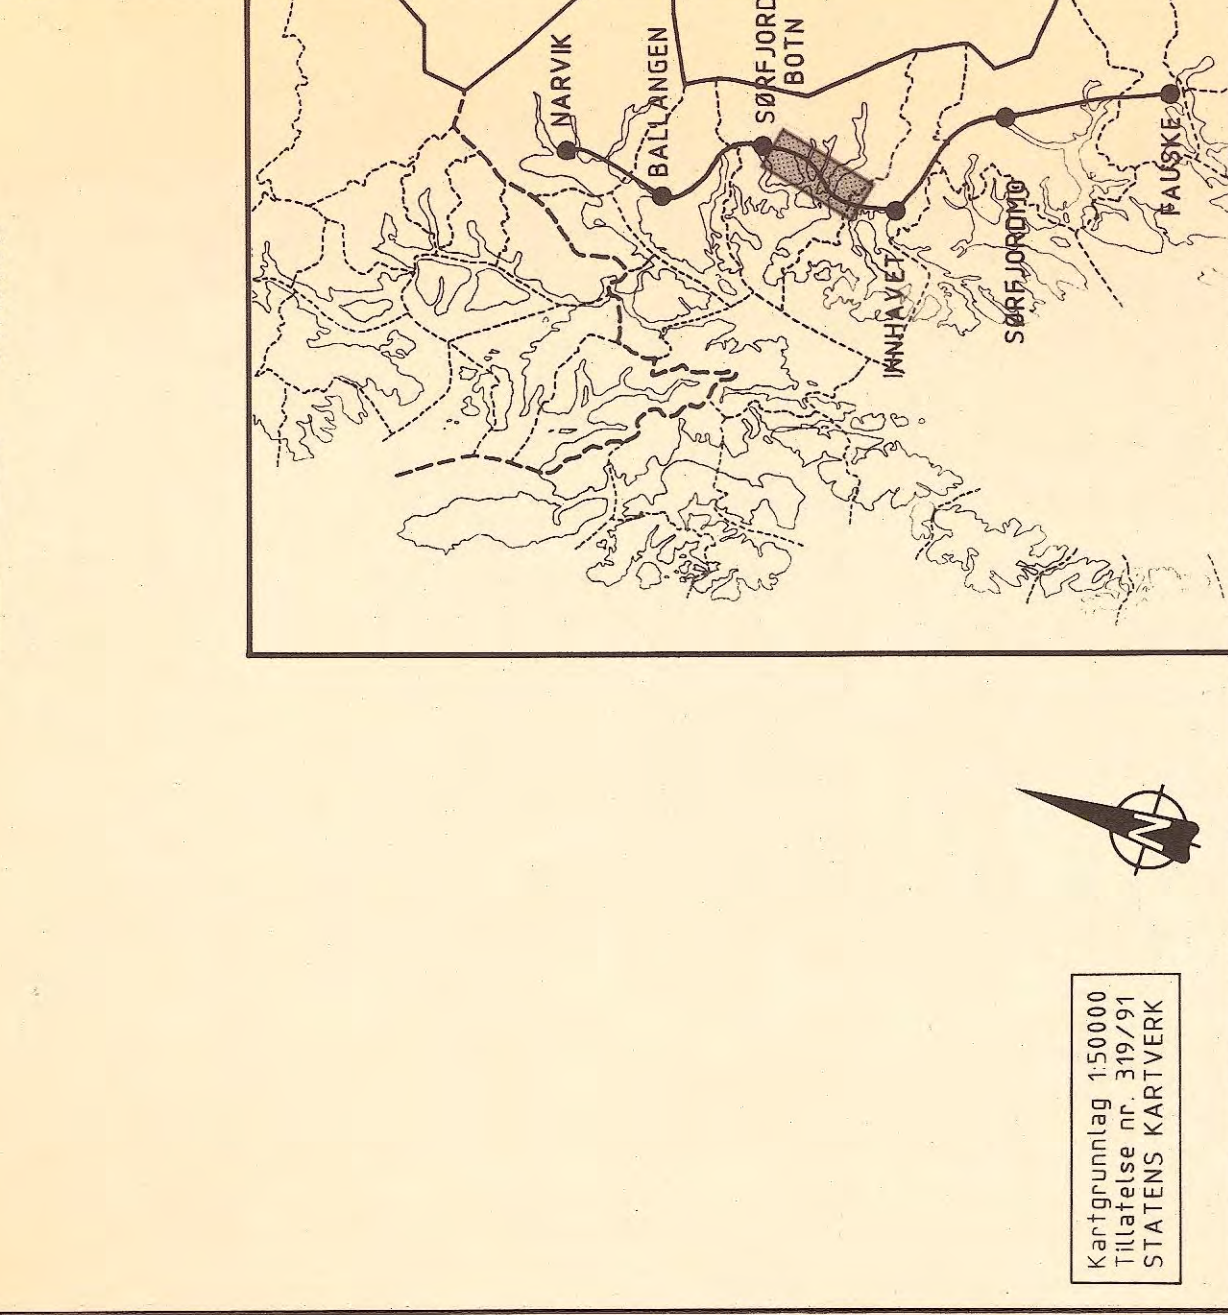 NARVIK
BALLANGEN
SØRFJORD
BOTN
INNHAVET
SØRFJORDMO
FAUSKE
N
Kartgrunnlag 1:50000
Tillatelse nr. 319/91
STATENS KARTVERK